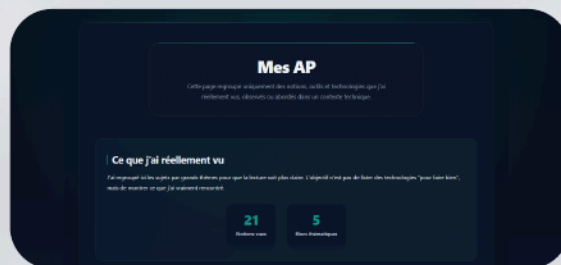 Mes AP
Cette page regroupe uniquement des notions, outils et technologies que j'ai
réellement vus, observés ou abordés dans un contexte technique.
Ce que j'ai réellement vu
J'ai regroupé ici les sujets par grands thèmes pour que la lecture soit plus claire. L'objectif n'est pas de lister des technologies "pour faire bien",
mais de montrer ce que j'ai vraiment rencontré.
21
5
Notions vues
Blocs thématiques